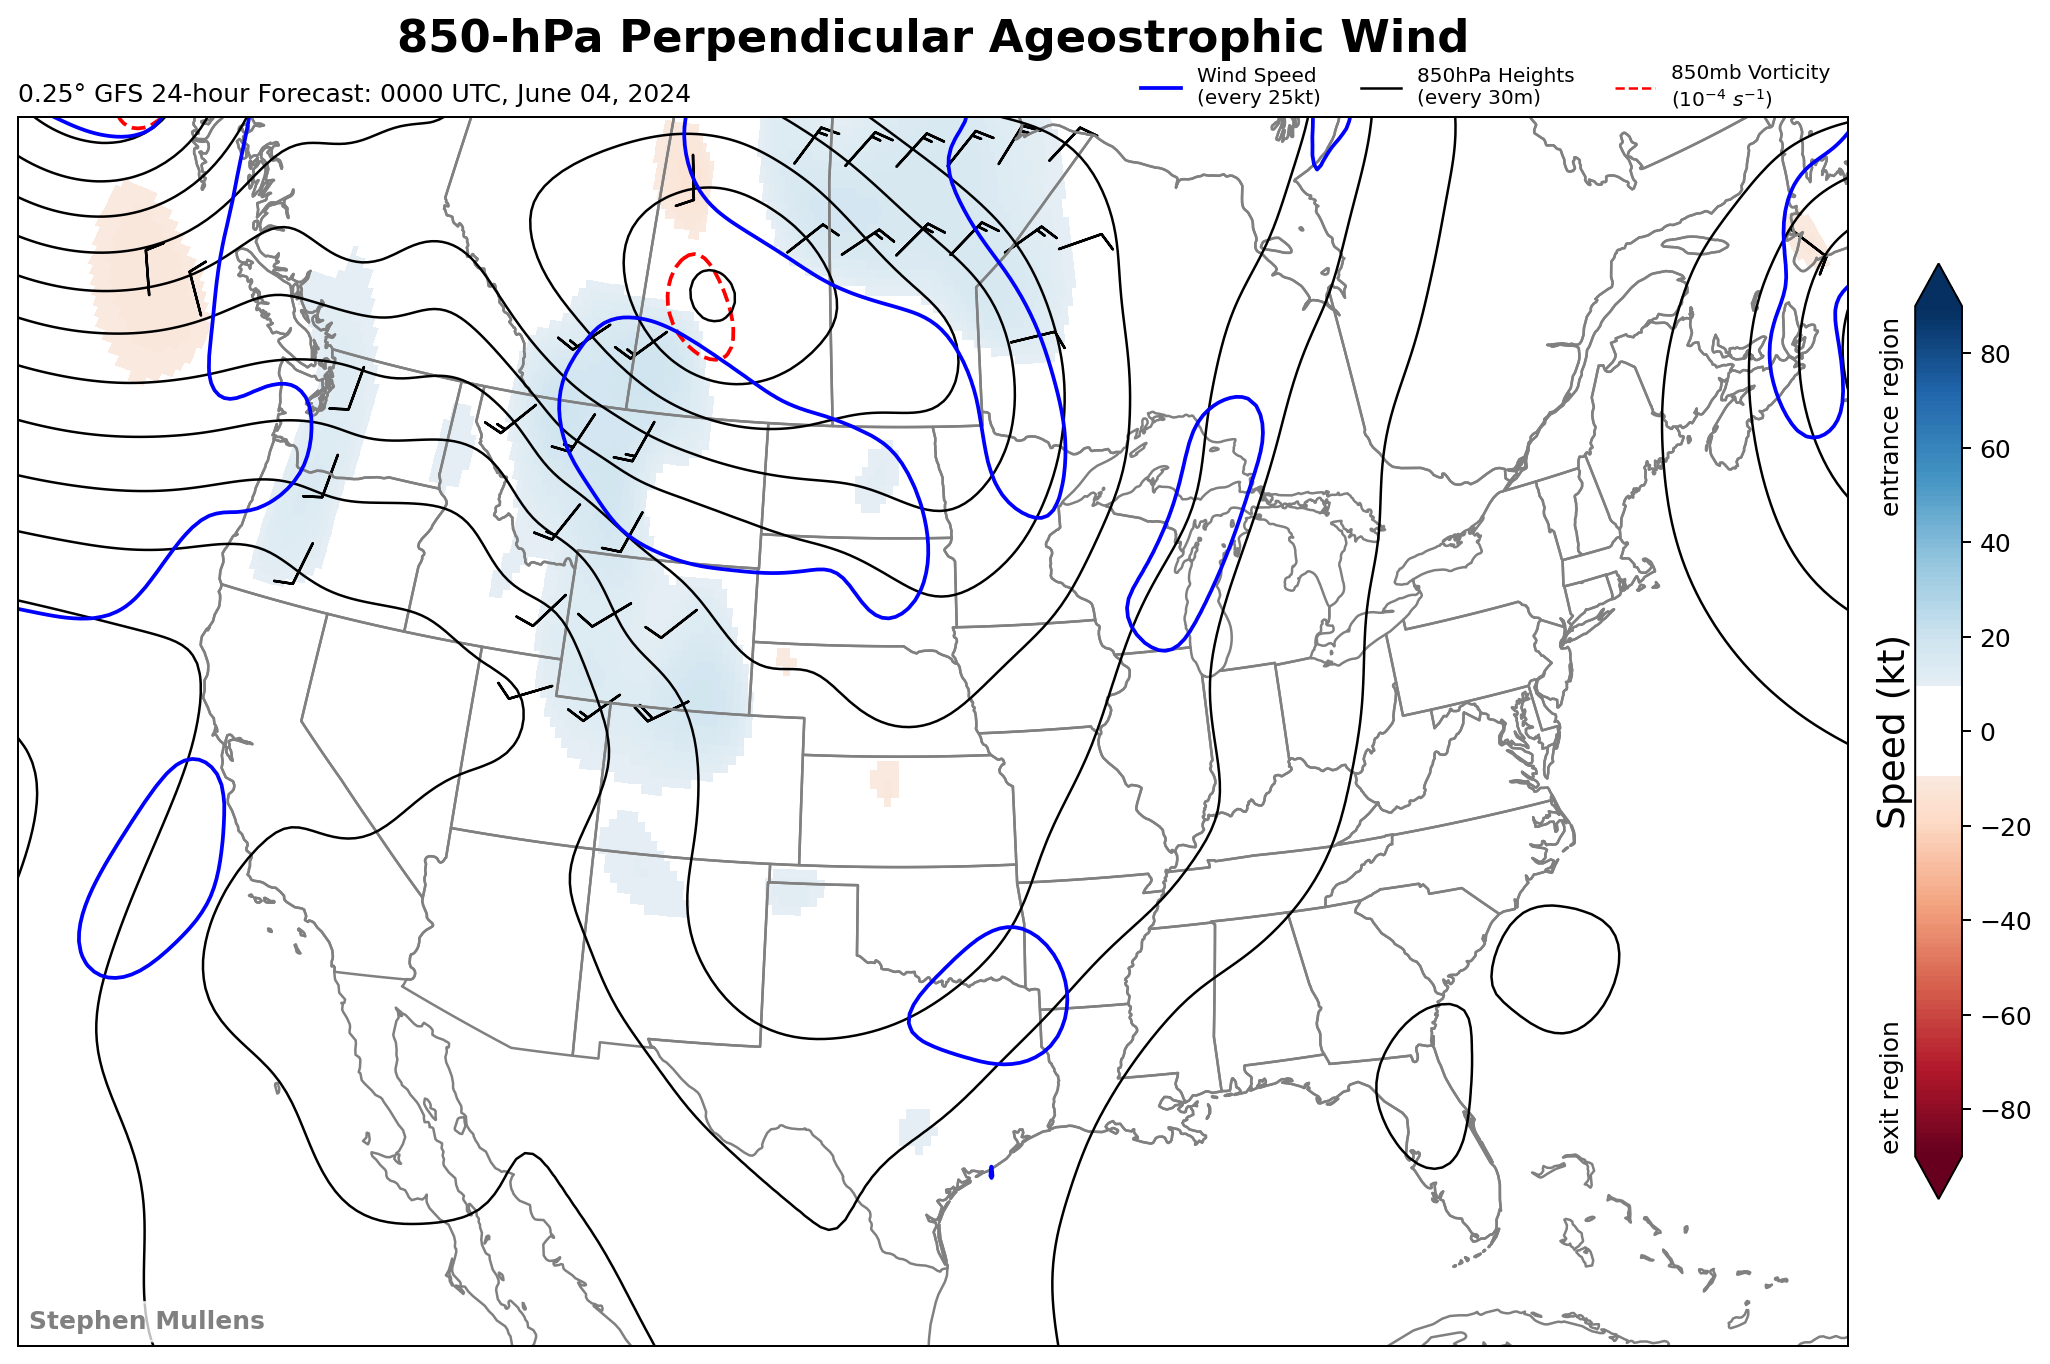 850-hPa Perpendicular Ageostrophic Wind
0.25° GFS 24-hour Forecast: 0000 UTC, June 04, 2024
Wind Speed
(every 25kt)
850hPa Heights
(every 30m)
850mb Vorticity
(10⁻⁴ s⁻¹)
entrance region
Speed (kt)
exit region
80
60
40
20
0
−20
−40
−60
−80
Stephen Mullens